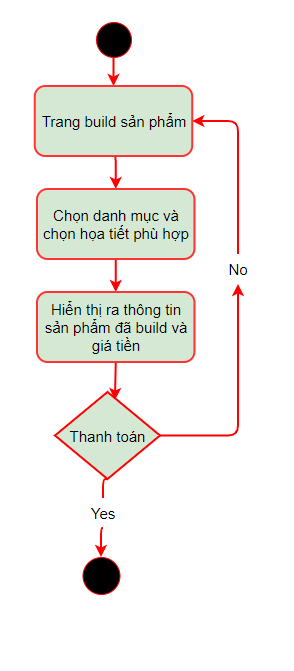 Trang build sản phẩm
Chọn danh mục và
chọn họa tiết phù hợp
No
Hiển thị ra thông tin
sản phẩm đã build và
giá tiền
Thanh toán
Yes